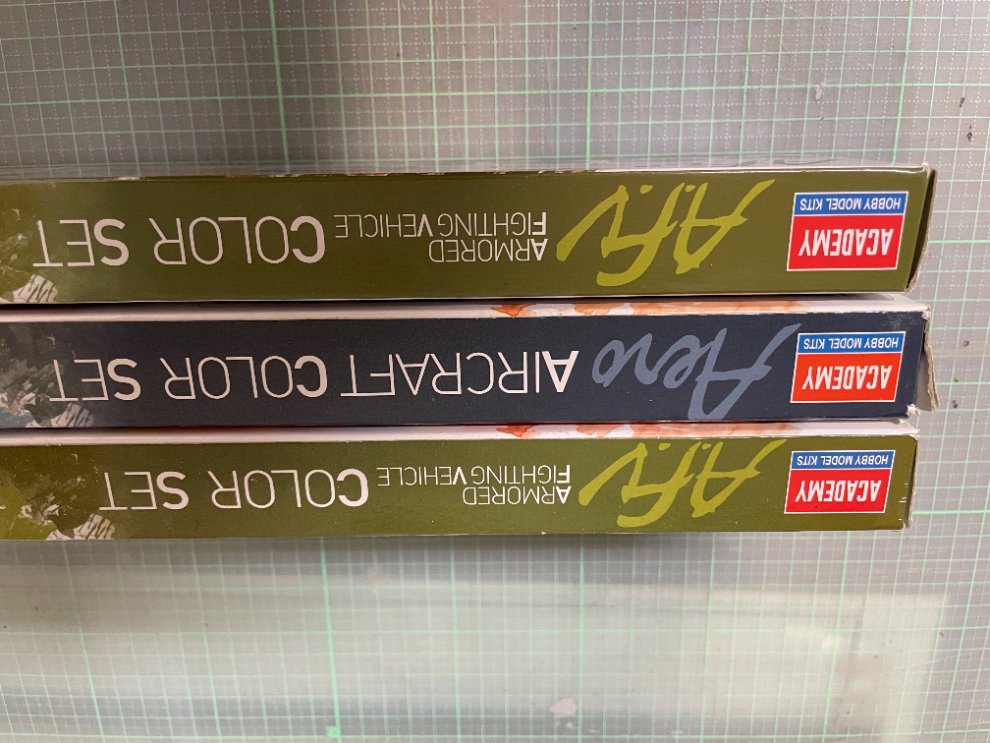 ACADEMY
HOBBY MODEL KITS
A.F.V
ARMORED
FIGHTING VEHICLE
COLOR SET
ACADEMY
HOBBY MODEL KITS
Aero
AIRCRAFT COLOR SET
ACADEMY
HOBBY MODEL KITS
A.F.V
ARMORED
FIGHTING VEHICLE
COLOR SET